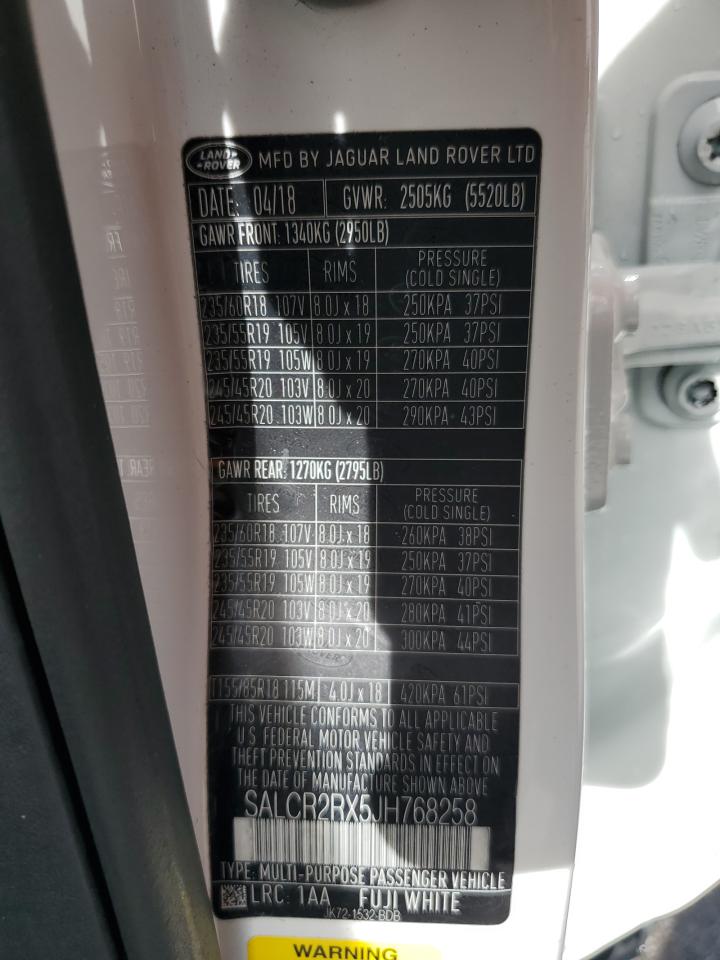 LAND ROVER MFD BY JAGUAR LAND ROVER LTD
DATE: 04/18 GVWR: 2505KG (5520LB)
GAWR FRONT: 1340KG (2950LB)
TIRES RIMS PRESSURE (COLD SINGLE)
235/60R18 107V 8.0J x 18 250KPA 37PSI
235/55R19 105V 8.0J x 19 250KPA 37PSI
235/55R19 105W 8.0J x 19 270KPA 40PSI
245/45R20 103V 8.0J x 20 270KPA 40PSI
245/45R20 103W 8.0J x 20 290KPA 43PSI
GAWR REAR: 1270KG (2795LB)
TIRES RIMS PRESSURE (COLD SINGLE)
235/60R18 107V 8.0J x 18 260KPA 38PSI
235/55R19 105V 8.0J x 19 250KPA 37PSI
235/55R19 105W 8.0J x 19 270KPA 40PSI
245/45R20 103V 8.0J x 20 280KPA 41PSI
245/45R20 103W 8.0J x 20 300KPA 44PSI
T155/85R18 115M 4.0J x 18 420KPA 61PSI
THIS VEHICLE CONFORMS TO ALL APPLICABLE
U.S. FEDERAL MOTOR VEHICLE SAFETY AND
THEFT PREVENTION STANDARDS IN EFFECT ON
THE DATE OF MANUFACTURE SHOWN ABOVE
SALCR2RX5JH768258
TYPE: MULTI-PURPOSE PASSENGER VEHICLE
LRC: 1AA FUJI WHITE
JK72-1532-BDB
WARNING